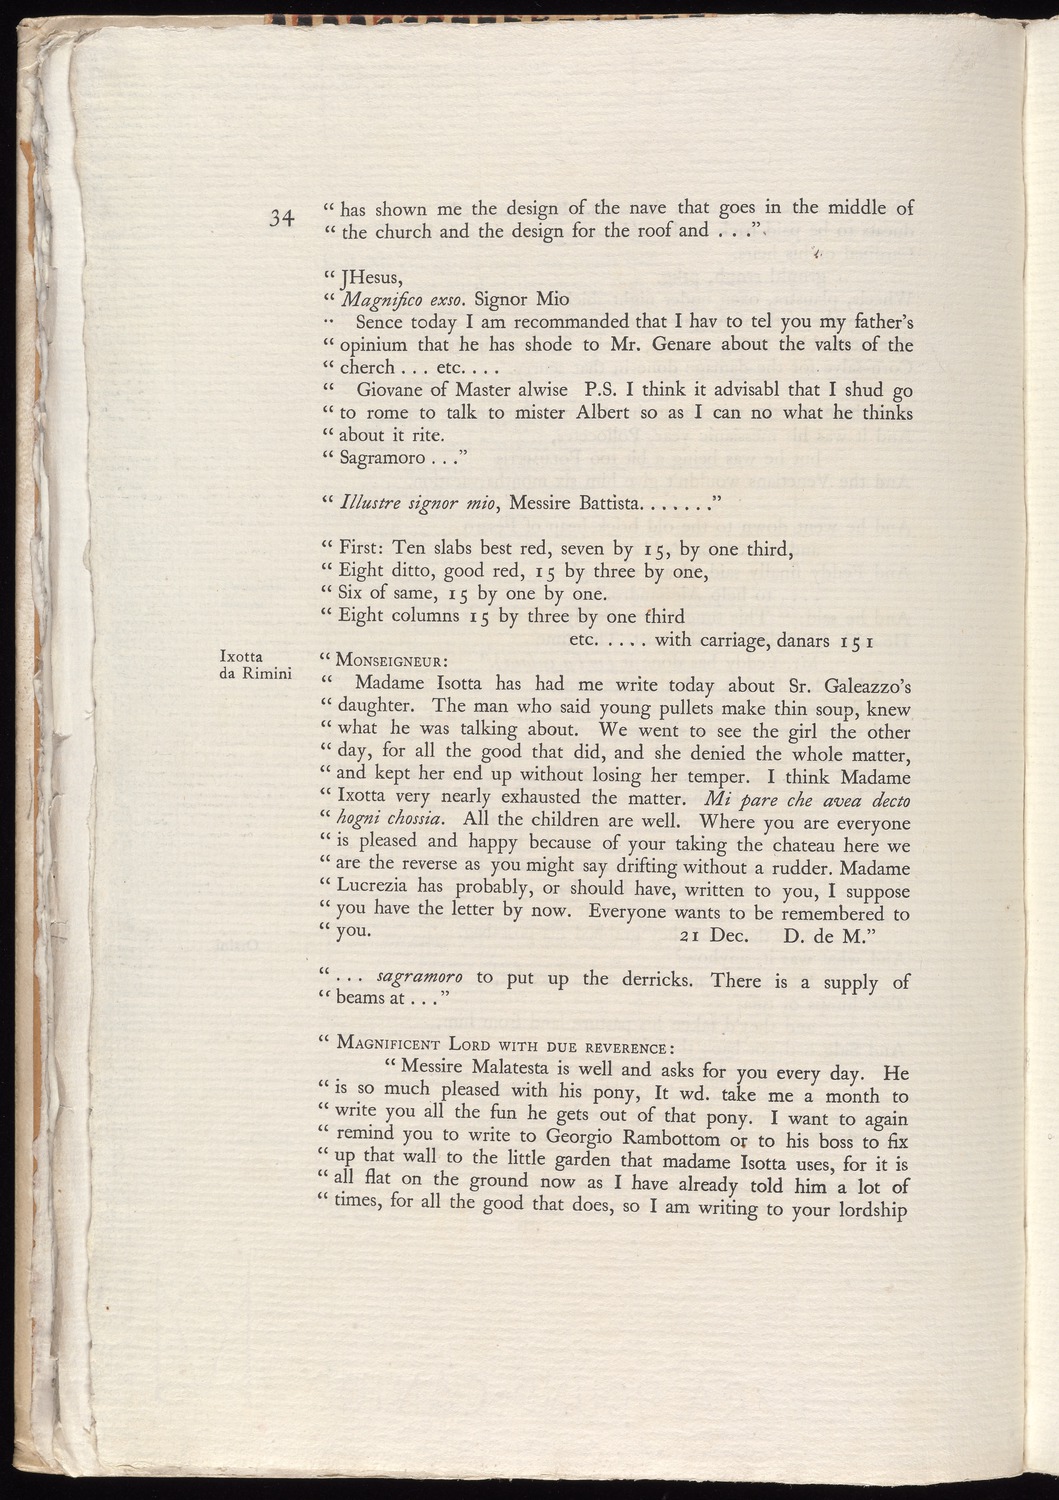 34
“ has shown me the design of the nave that goes in the middle of
“ the church and the design for the roof and . . .”.
“ JHesus,
“ Magnifico exso. Signor Mio
“ Sence today I am recommanded that I hav to tel you my father’s
“ opinium that he has shode to Mr. Genare about the valts of the
“ cherch . . . etc. . . .
“ Giovane of Master alwise P.S. I think it advisabl that I shud go
“ to rome to talk to mister Albert so as I can no what he thinks
“ about it rite.
“ Sagramoro . . .”
“ Illustre signor mio, Messire Battista. . . . . . .”
“ First: Ten slabs best red, seven by 15, by one third,
“ Eight ditto, good red, 15 by three by one,
“ Six of same, 15 by one by one.
“ Eight columns 15 by three by one third
etc. . . . . with carriage, danars 151
Ixotta
da Rimini
“ MONSEIGNEUR:
“ Madame Isotta has had me write today about Sr. Galeazzo’s
“ daughter. The man who said young pullets make thin soup, knew
“ what he was talking about. We went to see the girl the other
“ day, for all the good that did, and she denied the whole matter,
“ and kept her end up without losing her temper. I think Madame
“ Ixotta very nearly exhausted the matter. Mi pare che avea decto
“ hogni chossia. All the children are well. Where you are everyone
“ is pleased and happy because of your taking the chateau here we
“ are the reverse as you might say drifting without a rudder. Madame
“ Lucrezia has probably, or should have, written to you, I suppose
“ you have the letter by now. Everyone wants to be remembered to
“ you. 21 Dec. D. de M.”
“ . . . sagramoro to put up the derricks. There is a supply of
“ beams at . . .”
“ MAGNIFICENT LORD WITH DUE REVERENCE:
“ Messire Malatesta is well and asks for you every day. He
“ is so much pleased with his pony, It wd. take me a month to
“ write you all the fun he gets out of that pony. I want to again
“ remind you to write to Georgio Rambottom or to his boss to fix
“ up that wall to the little garden that madame Isotta uses, for it is
“ all flat on the ground now as I have already told him a lot of
“ times, for all the good that does, so I am writing to your lordship